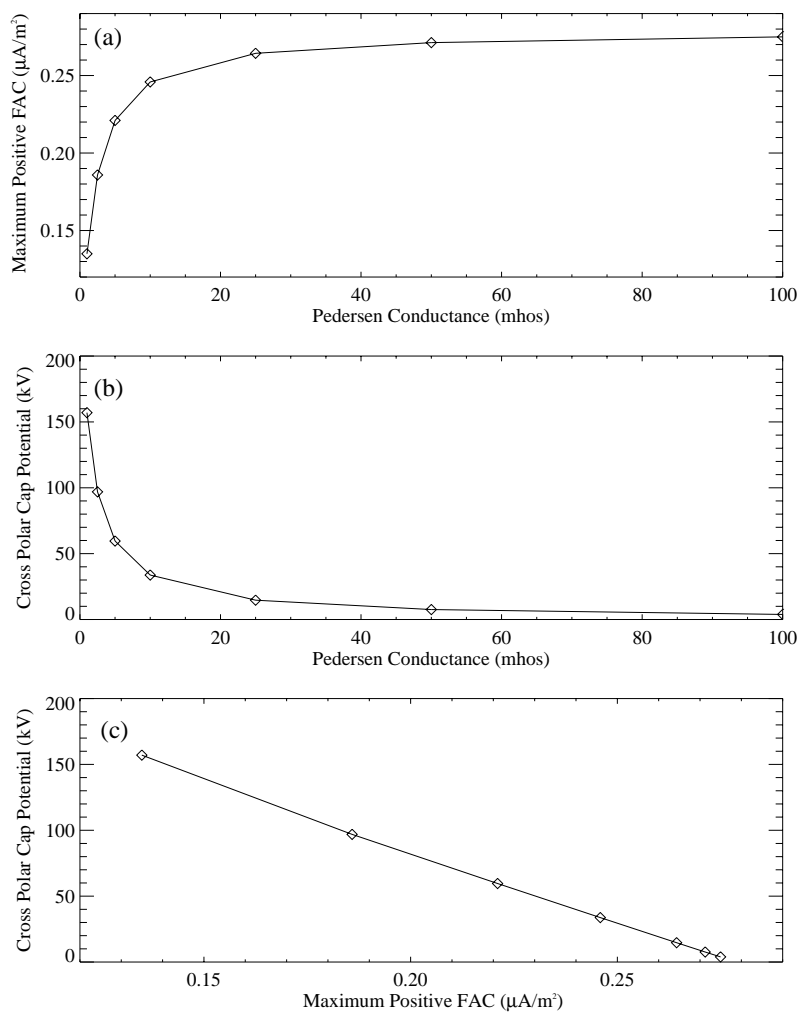 (a)
Maximum Positive FAC (μA/m²)
0.25
0.20
0.15
0 20 40 60 80 100
Pedersen Conductance (mhos)
(b)
Cross Polar Cap Potential (kV)
200
150
100
50
0
0 20 40 60 80 100
Pedersen Conductance (mhos)
(c)
Cross Polar Cap Potential (kV)
200
150
100
50
0
0.15 0.20 0.25
Maximum Positive FAC (μA/m²)